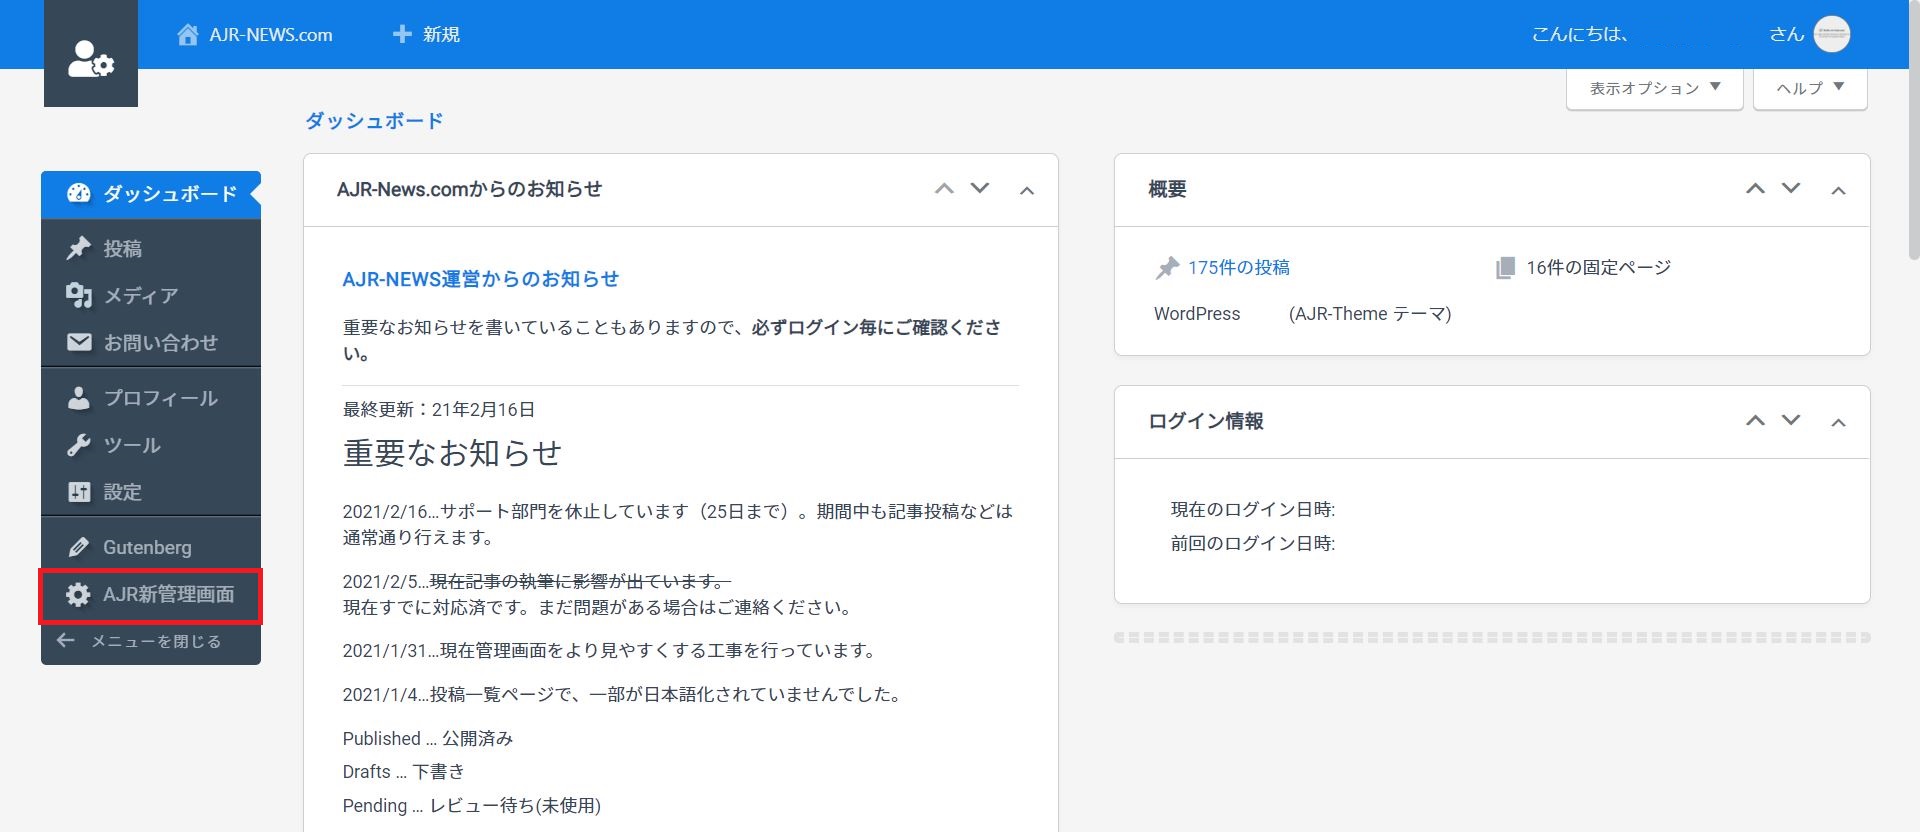 AJR-NEWS.com
新規
こんにちは、
さん
表示オプション ▼
ヘルプ ▼
ダッシュボード
ダッシュボード
投稿
メディア
お問い合わせ
プロフィール
ツール
設定
Gutenberg
AJR新管理画面
メニューを閉じる
AJR-News.comからのお知らせ
AJR-NEWS運営からのお知らせ
重要なお知らせを書いていることもありますので、必ずログイン毎にご確認くださ
い。
最終更新：21年2月16日
重要なお知らせ
2021/2/16…サポート部門を休止しています（25日まで）。期間中も記事投稿などは
通常通り行えます。
2021/2/5…現在記事の執筆に影響が出ています。
現在すでに対応済です。まだ問題がある場合はご連絡ください。
2021/1/31…現在管理画面をより見やすくする工事を行っています。
2021/1/4…投稿一覧ページで、一部が日本語化されていませんでした。
Published … 公開済み
Drafts … 下書き
Pending … レビュー待ち(未使用)
概要
175件の投稿
16件の固定ページ
WordPress (AJR-Theme テーマ)
ログイン情報
現在のログイン日時:
前回のログイン日時: